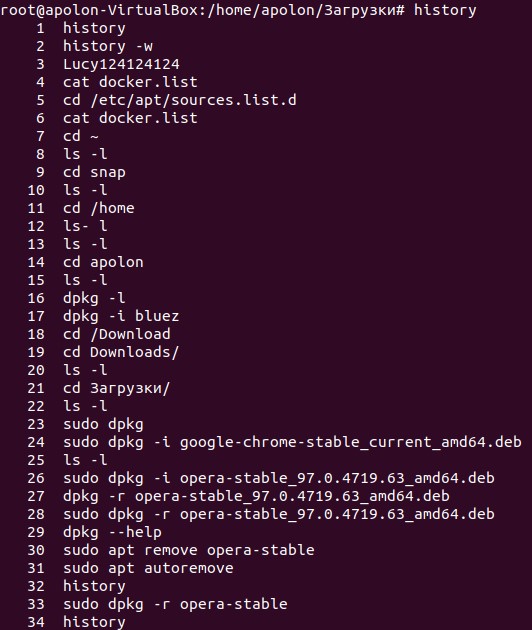 root@apolon-VirtualBox:/home/apolon/Загрузки# history
1 history
2 history -w
3 Lucy124124124
4 cat docker.list
5 cd /etc/apt/sources.list.d
6 cat docker.list
7 cd ~
8 ls -l
9 cd snap
10 ls -l
11 cd /home
12 ls- l
13 ls -l
14 cd apolon
15 ls -l
16 dpkg -l
17 dpkg -i bluez
18 cd /Download
19 cd Downloads/
20 ls -l
21 cd Загрузки/
22 ls -l
23 sudo dpkg
24 sudo dpkg -i google-chrome-stable_current_amd64.deb
25 ls -l
26 sudo dpkg -i opera-stable_97.0.4719.63_amd64.deb
27 dpkg -r opera-stable_97.0.4719.63_amd64.deb
28 sudo dpkg -r opera-stable_97.0.4719.63_amd64.deb
29 dpkg --help
30 sudo apt remove opera-stable
31 sudo apt autoremove
32 history
33 sudo dpkg -r opera-stable
34 history